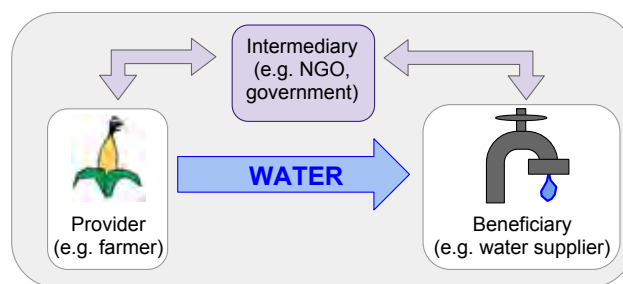 Intermediary
(e.g. NGO,
government)
WATER
Provider
(e.g. farmer)
Beneficiary
(e.g. water supplier)